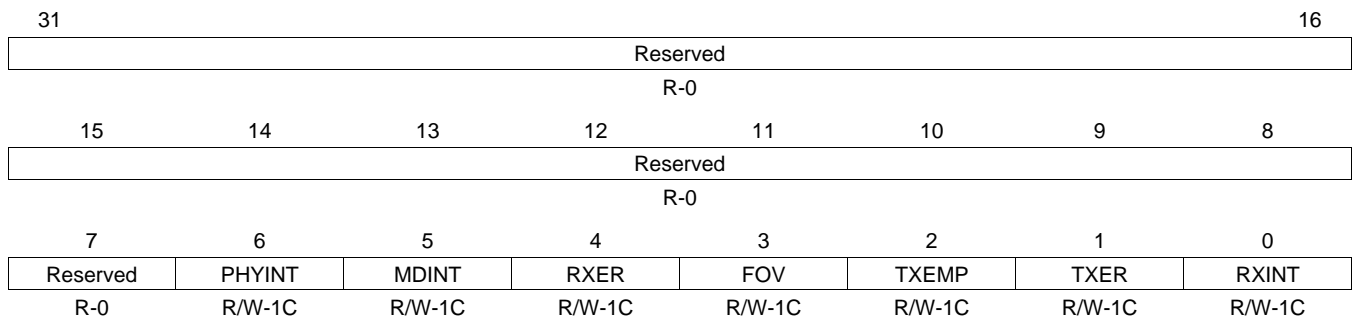 31 16
Reserved
R-0
15 14 13 12 11 10 9 8
Reserved
R-0
7 6 5 4 3 2 1 0
Reserved PHYINT MDINT RXER FOV TXEMP TXER RXINT
R-0 R/W-1C R/W-1C R/W-1C R/W-1C R/W-1C R/W-1C R/W-1C